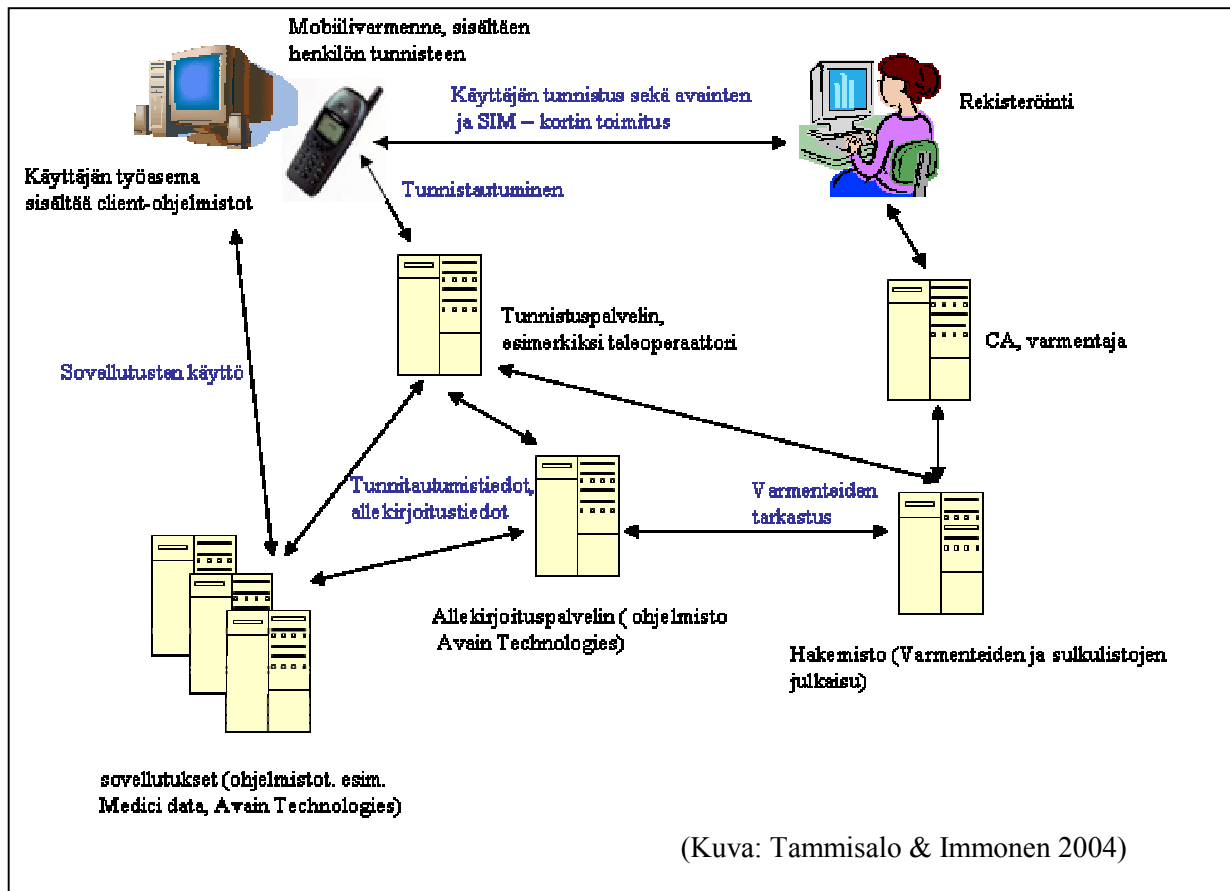 Mobiilivarmenne, sisältäen
henkilön tunnisteen
Käyttäjän tunnistus sekä avainten
ja SIM – kortin toimitus
Rekisteröinti
Käyttäjän työasema
sisältää client-ohjelmistot
Tunnistautuminen
Tunnistuspalvelin,
esimerkiksi teleoperaattori
CA, varmentaja
Sovellutusten käyttö
Tunnitautumistiedot,
allekirjoitustiedot
Varmenteiden
tarkastus
Allekirjoituspalvelin ( ohjelmisto
Avain Technologies)
Hakemisto (Varmenteiden ja sulkulistojen
julkaisu)
sovellutukset (ohjelmistot. esim.
Medici data, Avain Technologies)
(Kuva: Tammisalo & Immonen 2004)